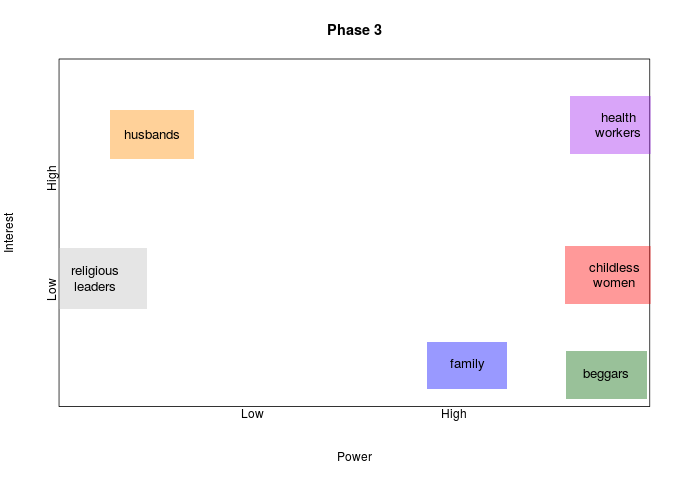 Phase 3
health
workers
husbands
High
Interest
religious
leaders
childless
women
Low
family
beggars
Low
High
Power